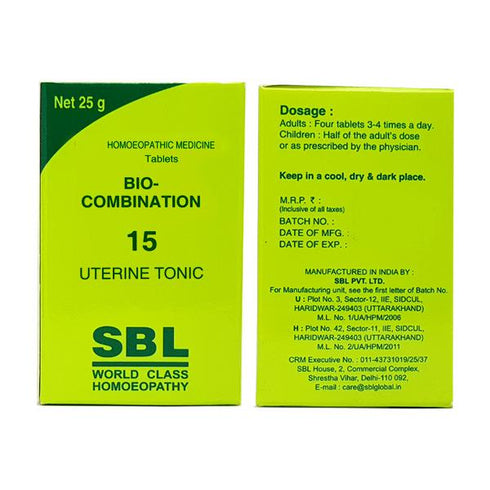 Net 25 g
HOMOEOPATHIC MEDICINE
Tablets
BIO-
COMBINATION
15
UTERINE TONIC
SBL
WORLD CLASS
HOMOEOPATHY
Dosage :
Adults : Four tablets 3-4 times a day.
Children : Half of the adult's dose
or as prescribed by the physician.
Keep in a cool, dry & dark place.
M.R.P. ₹ :
(Inclusive of all taxes)
BATCH NO. :
DATE OF MFG. :
DATE OF EXP. :
MANUFACTURED IN INDIA BY :
SBL PVT. LTD.
For Manufacturing unit, see the first letter of Batch No.
U : Plot No. 3, Sector-12, IIE, SIDCUL,
HARIDWAR-249403 (UTTARAKHAND)
M.L. No. 1/UA/HPM/2006
H : Plot No. 42, Sector-11, IIE, SIDCUL,
HARIDWAR-249403 (UTTARAKHAND)
M.L. No. 2/UA/HPM/2011
CRM Executive No. : 011-43731019/25/37
SBL House, 2, Commercial Complex,
Shrestha Vihar, Delhi-110 092,
E-mail : care@sblglobal.in